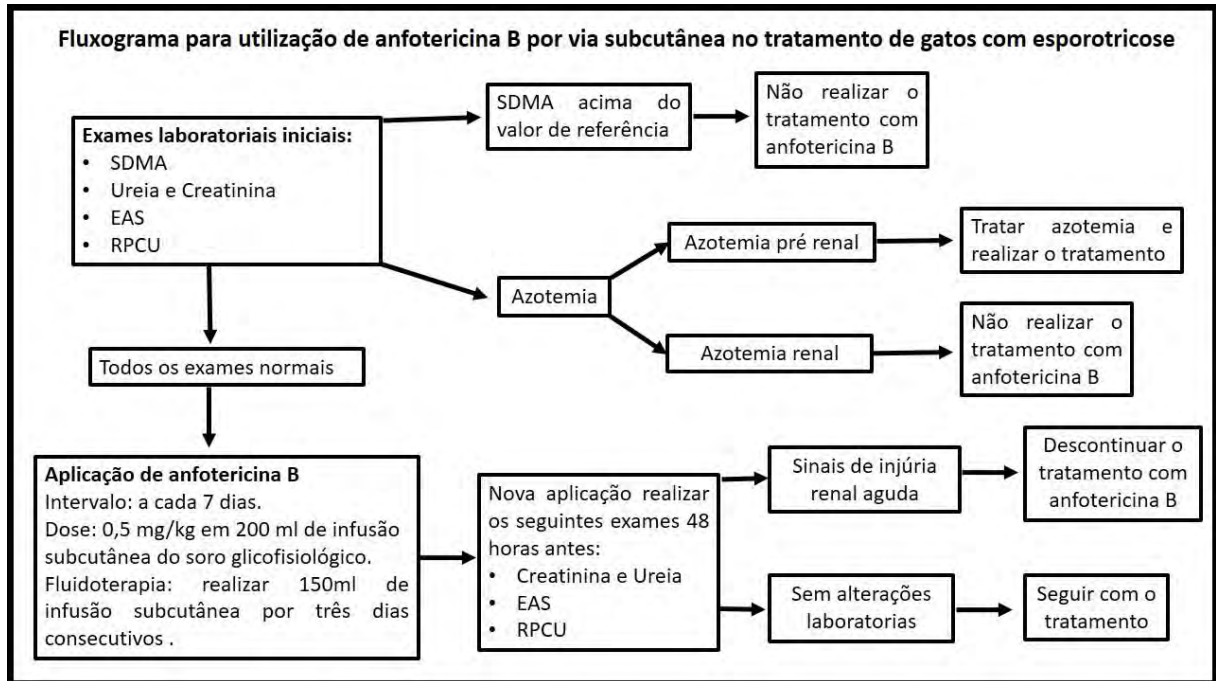 Fluxograma para utilização de anfotericina B por via subcutânea no tratamento de gatos com esporotricose
Exames laboratoriais iniciais:
• SDMA
• Ureia e Creatinina
• EAS
• RPCU
SDMA acima do
valor de referência
Não realizar o
tratamento com
anfotericina B
Azotemia
Azotemia pré renal
Tratar azotemia e
realizar o tratamento
Azotemia renal
Não realizar o
tratamento com
anfotericina B
Todos os exames normais
Aplicação de anfotericina B
Intervalo: a cada 7 dias.
Dose: 0,5 mg/kg em 200 ml de infusão
subcutânea do soro glicofisiológico.
Fluidoterapia: realizar 150ml de
infusão subcutânea por três dias
consecutivos .
Nova aplicação realizar
os seguintes exames 48
horas antes:
• Creatinina e Ureia
• EAS
• RPCU
Sinais de injúria
renal aguda
Descontinuar o
tratamento com
anfotericina B
Sem alterações
laboratorias
Seguir com o
tratamento